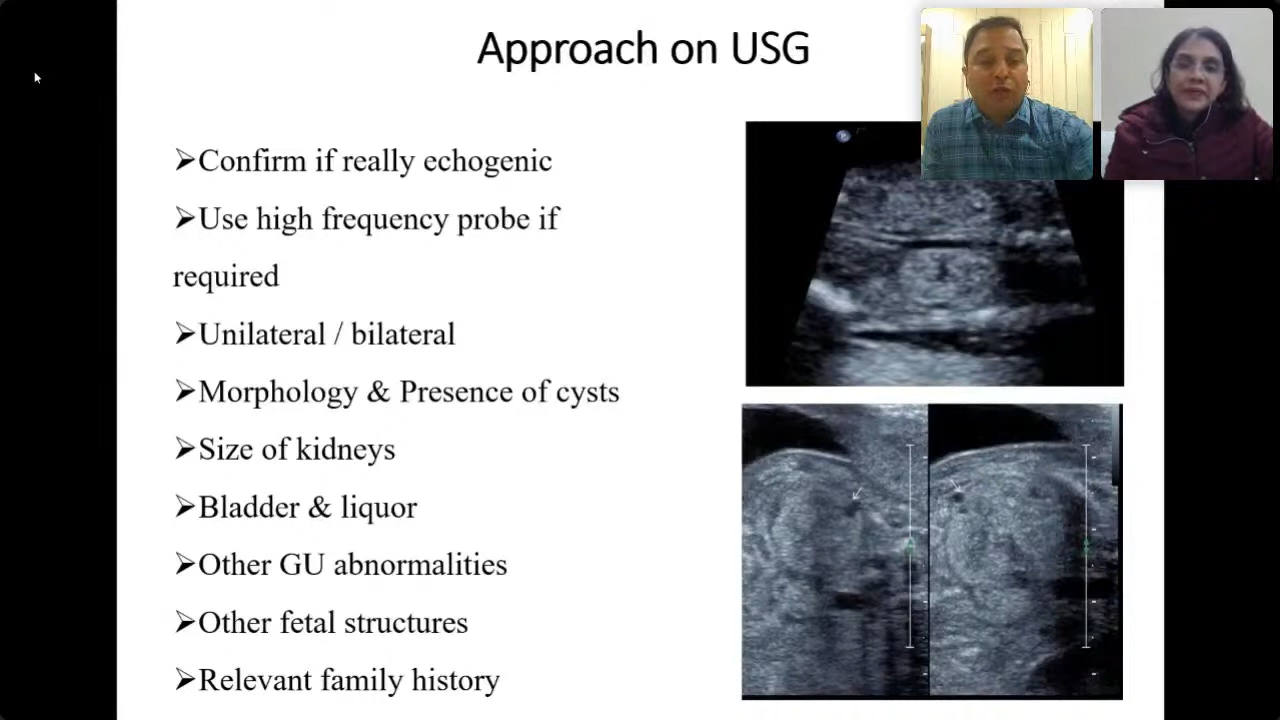 Approach on USG
➢Confirm if really echogenic
➢Use high frequency probe if
required
➢Unilateral / bilateral
➢Morphology & Presence of cysts
➢Size of kidneys
➢Bladder & liquor
➢Other GU abnormalities
➢Other fetal structures
➢Relevant family history